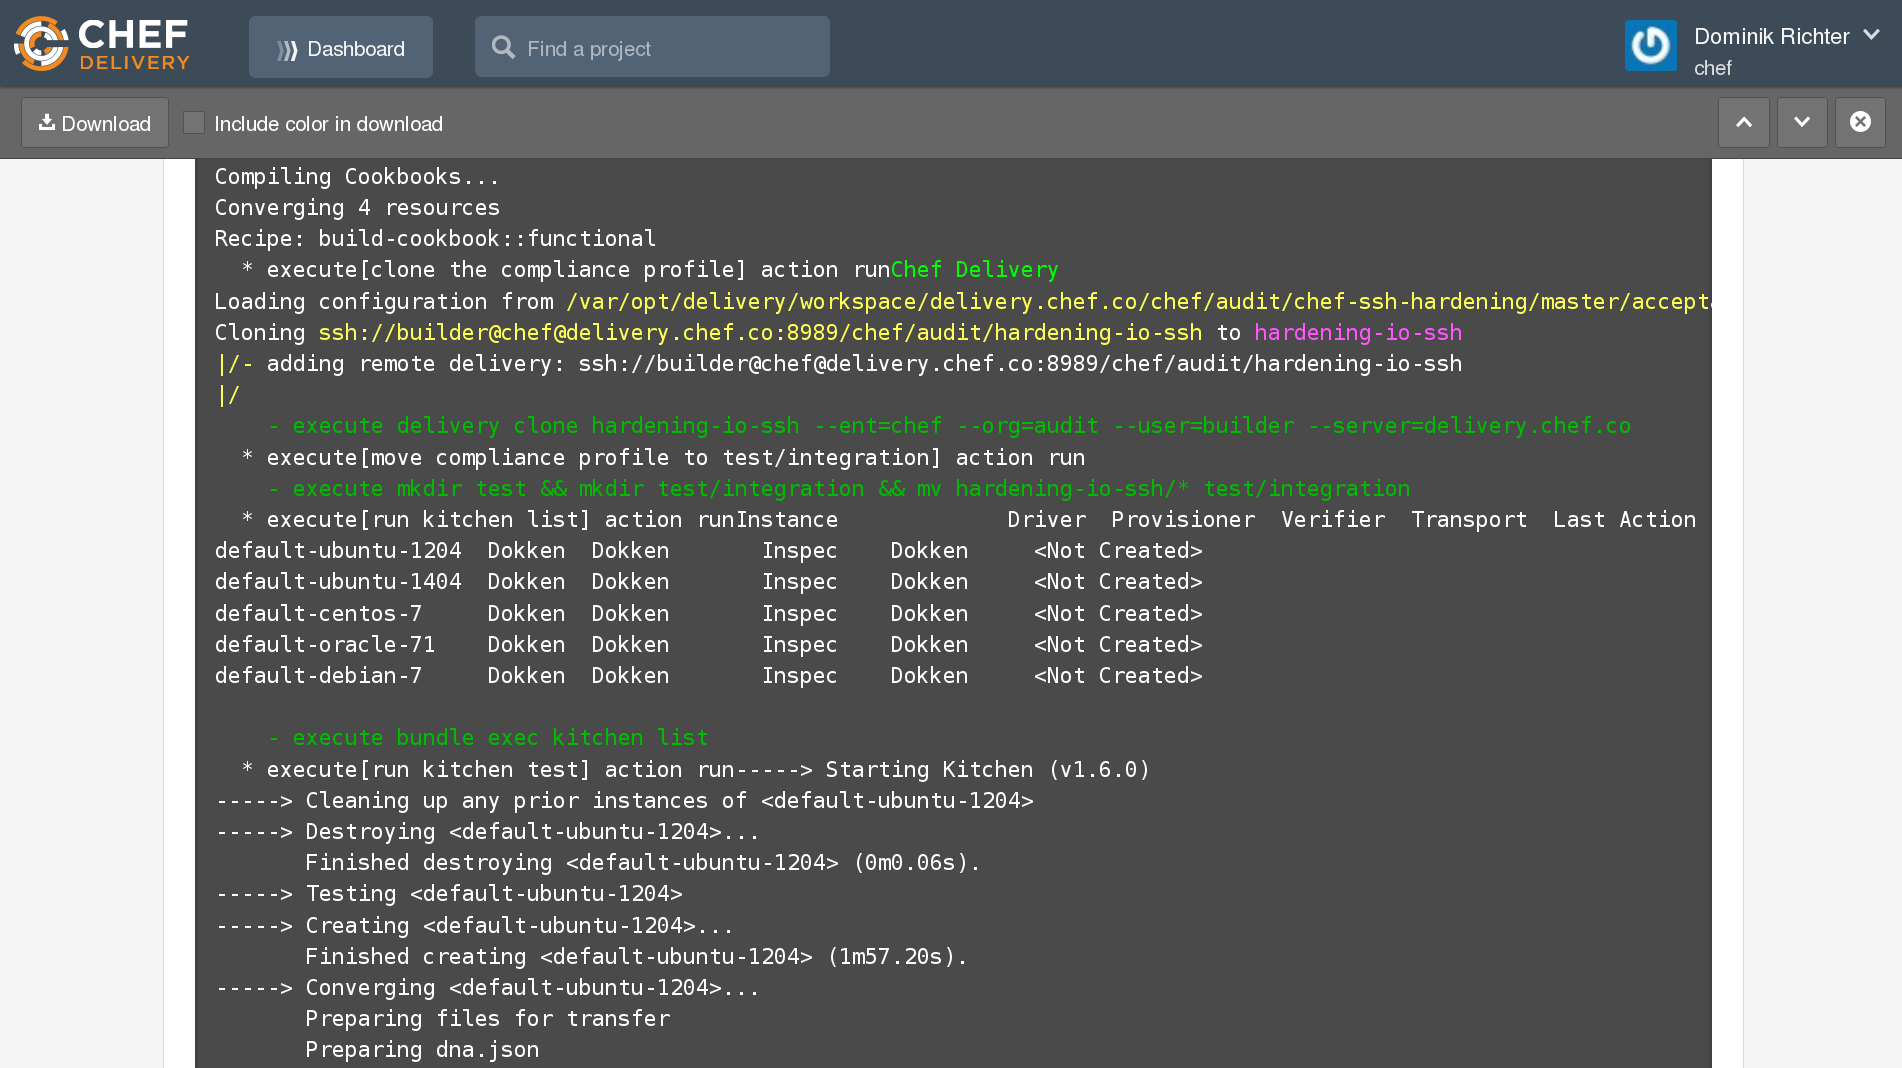 CHEF
DELIVERY
Dashboard
Find a project
Dominik Richter
chef
Download
Include color in download
Compiling Cookbooks...
Converging 4 resources
Recipe: build-cookbook::functional
  * execute[clone the compliance profile] action runChef Delivery
Loading configuration from /var/opt/delivery/workspace/delivery.chef.co/chef/audit/chef-ssh-hardening/master/accept
Cloning ssh://builder@chef@delivery.chef.co:8989/chef/audit/hardening-io-ssh to hardening-io-ssh
|/- adding remote delivery: ssh://builder@chef@delivery.chef.co:8989/chef/audit/hardening-io-ssh
|/
    - execute delivery clone hardening-io-ssh --ent=chef --org=audit --user=builder --server=delivery.chef.co
  * execute[move compliance profile to test/integration] action run
    - execute mkdir test && mkdir test/integration && mv hardening-io-ssh/* test/integration
  * execute[run kitchen list] action runInstance             Driver  Provisioner  Verifier  Transport  Last Action
default-ubuntu-1204  Dokken  Dokken       Inspec    Dokken     <Not Created>
default-ubuntu-1404  Dokken  Dokken       Inspec    Dokken     <Not Created>
default-centos-7     Dokken  Dokken       Inspec    Dokken     <Not Created>
default-oracle-71    Dokken  Dokken       Inspec    Dokken     <Not Created>
default-debian-7     Dokken  Dokken       Inspec    Dokken     <Not Created>
    - execute bundle exec kitchen list
  * execute[run kitchen test] action run-----> Starting Kitchen (v1.6.0)
-----> Cleaning up any prior instances of <default-ubuntu-1204>
-----> Destroying <default-ubuntu-1204>...
       Finished destroying <default-ubuntu-1204> (0m0.06s).
-----> Testing <default-ubuntu-1204>
-----> Creating <default-ubuntu-1204>...
       Finished creating <default-ubuntu-1204> (1m57.20s).
-----> Converging <default-ubuntu-1204>...
       Preparing files for transfer
       Preparing dna.json